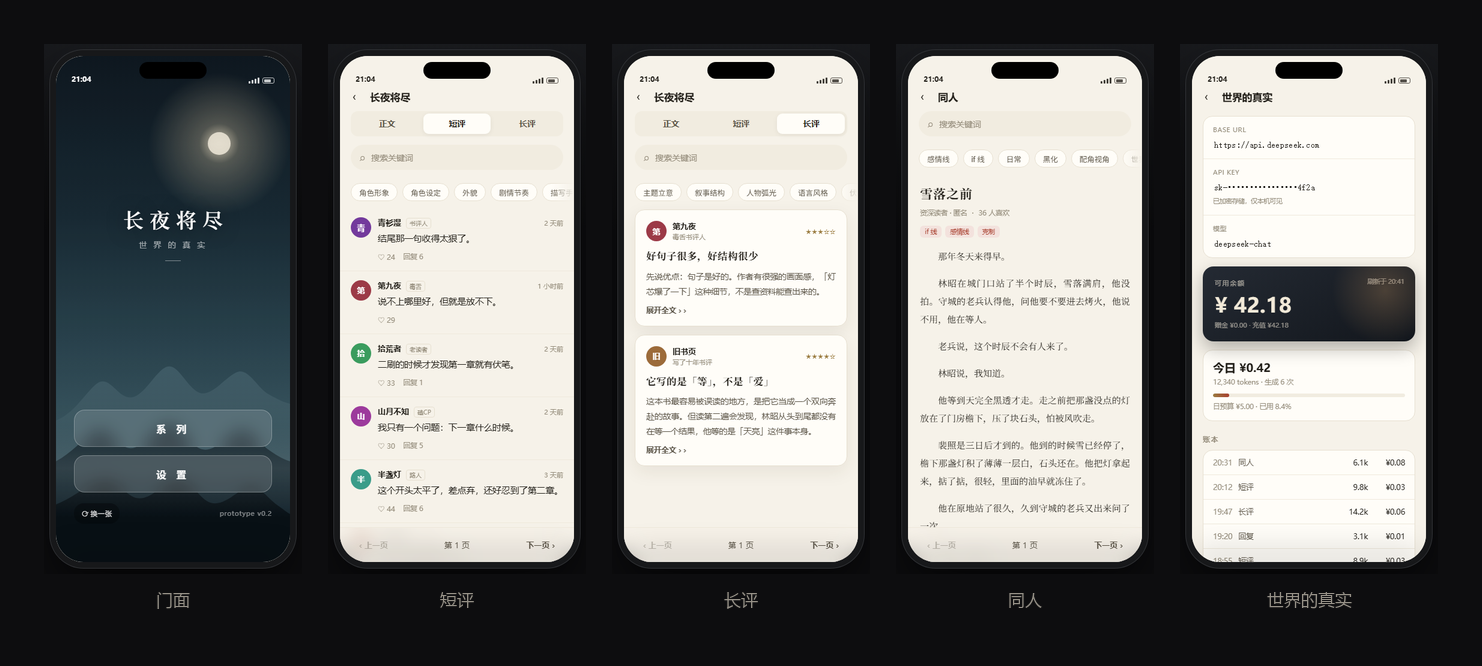 21:04
长夜将尽
世界的真实
系 列
设 置
换一张
prototype v0.2
门面
21:04
‹ 长夜将尽
正文 短评 长评
搜索关键词
角色形象 角色设定 外貌 剧情节奏 描写
青 青衫湿 书评人 2 天前
结尾那一句收得太狠了。
♡ 24 回复 6
第 第九夜 毒舌 1 小时前
说不上哪里好，但就是放不下。
♡ 29
拾 拾荒者 老读者 2 天前
二刷的时候才发现第一章就有伏笔。
♡ 33 回复 1
山 山月不知 磕CP 2 天前
我只有一个问题：下一章什么时候。
♡ 30 回复 5
半 半盏灯 路人 3 天前
这个开头太平了，差点弃，还好忍到了第二章。
♡ 44 回复 6
‹ 上一页 第 1 页 下一页 ›
短评
21:04
‹ 长夜将尽
正文 短评 长评
搜索关键词
主题立意 叙事结构 人物弧光 语言风格
第 第九夜 ★★★☆☆
毒舌书评人
好句子很多，好结构很少
先说优点：句子是好的。作者有很强的画面感，「灯
芯爆了一下」这种细节，不是查资料能查出来的。
展开全文 › ›
旧 旧书页 ★★★★☆
写了十年书评
它写的是「等」，不是「爱」
这本书最容易被误读的地方，是把它当成一个双向奔
赴的故事。但读第二遍会发现，林昭从头到尾都没有
在等一个结果，他等的是「天亮」这件事本身。
展开全文 › ›
‹ 上一页 第 1 页 下一页 ›
长评
21:04
‹ 同人
搜索关键词
感情线 if 线 日常 黑化 配角视角 世
雪落之前
资深读者 · 匿名 · 36 人喜欢
if 线 感情线 克制
那年冬天来得早。
林昭在城门口站了半个时辰，雪落满肩，他没
拍。守城的老兵认得他，问他要不要进去烤火，他说
不用，他在等人。
老兵说，这个时辰不会有人来了。
林昭说，我知道。
他等到天完全黑透才走。走之前把那盏没点的灯
放在了门房檐下，压了块石头，怕被风吹走。
裴照是三日后才到的。他到的时候雪已经停了，
檐下那盏灯积了薄薄一层白，石头还在。他把灯拿起
来，掂了掂，很轻，里面的油早就冻住了。
他在原地站了很久，久到守城的老兵又出来问了
一次
‹ 上一页 第 1 页 下一页 ›
同人
21:04
‹ 世界的真实
BASE URL
https://api.deepseek.com
API KEY
sk-••••••••••••••••4f2a
已加密存储，仅本机可见
模型
deepseek-chat
可用余额 刷新于 20:41
¥ 42.18
赠金 ¥0.00 · 充值 ¥42.18
今日 ¥0.42
12,340 tokens · 生成 6 次
日预算 ¥5.00 · 已用 8.4%
账本
20:31 同人 6.1k ¥0.08
20:12 短评 9.8k ¥0.03
19:47 长评 14.2k ¥0.06
19:20 回复 3.1k ¥0.01
18:55 短评 8.9k ¥0.03
世界的真实